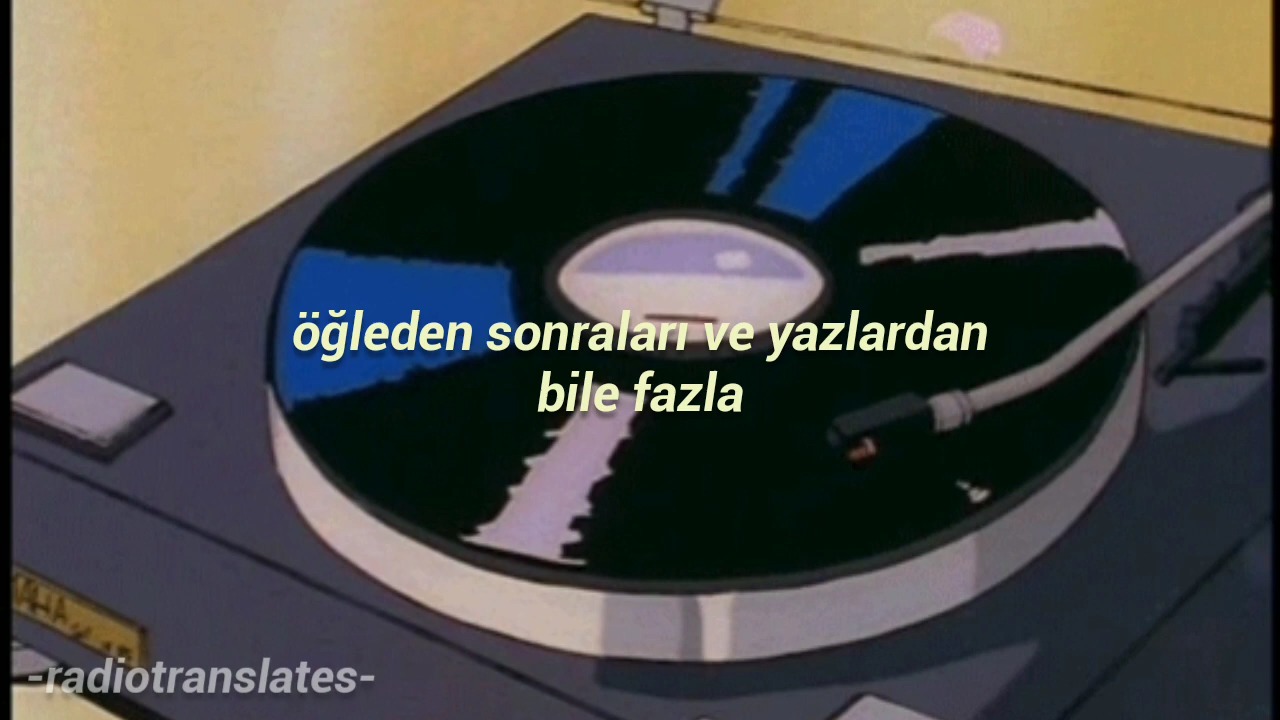 öğleden sonraları ve yazlardan
bile fazla
-radiotranslates-